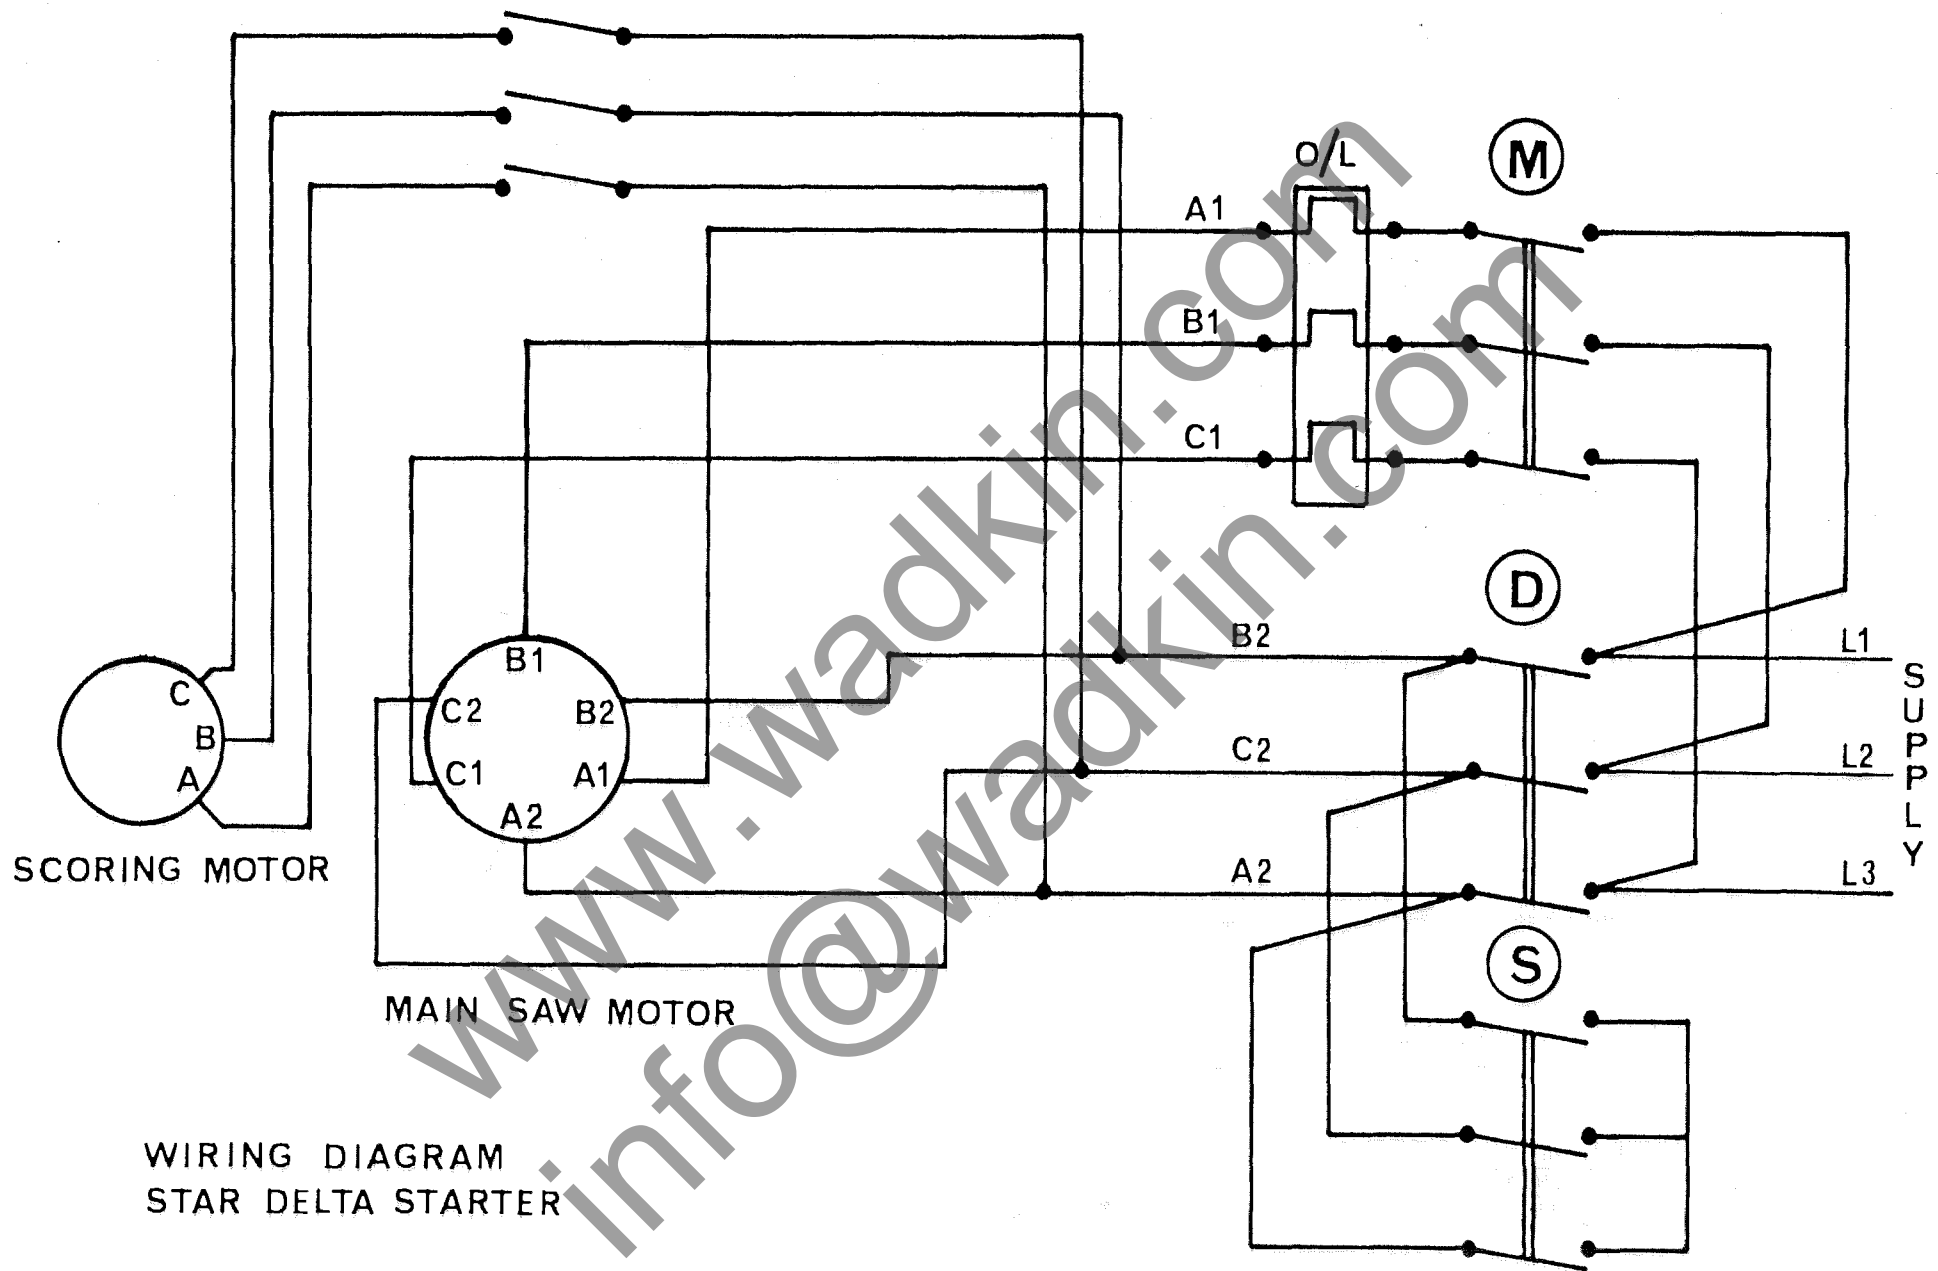 O/L
M
A1
B1
C1
D
B2
L1
C2
L2
A2
L3
SUPPLY
S
C
B
A
SCORING MOTOR
B1
C2
B2
C1
A1
A2
MAIN SAW MOTOR
WIRING DIAGRAM
STAR DELTA STARTER
www.wadkin.com
info@wadkin.com